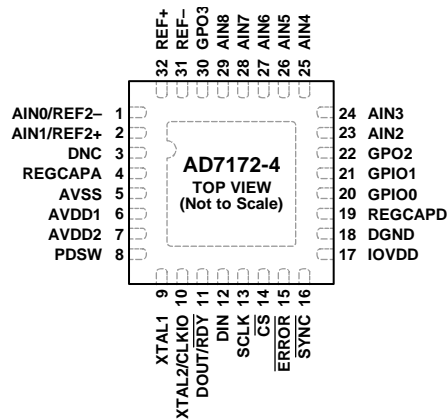 32 REF+
31 REF–
30 GPO3
29 AIN8
28 AIN7
27 AIN6
26 AIN5
25 AIN4
AIN0/REF2– 1
AIN1/REF2+ 2
DNC 3
REGCAPA 4
AVSS 5
AVDD1 6
AVDD2 7
PDSW 8
AD7172-4
TOP VIEW
(Not to Scale)
24 AIN3
23 AIN2
22 GPO2
21 GPIO1
20 GPIO0
19 REGCAPD
18 DGND
17 IOVDD
XTAL1 9
XTAL2/CLKIO 10
DOUT/RDY 11
DIN 12
SCLK 13
CS 14
ERROR 15
SYNC 16